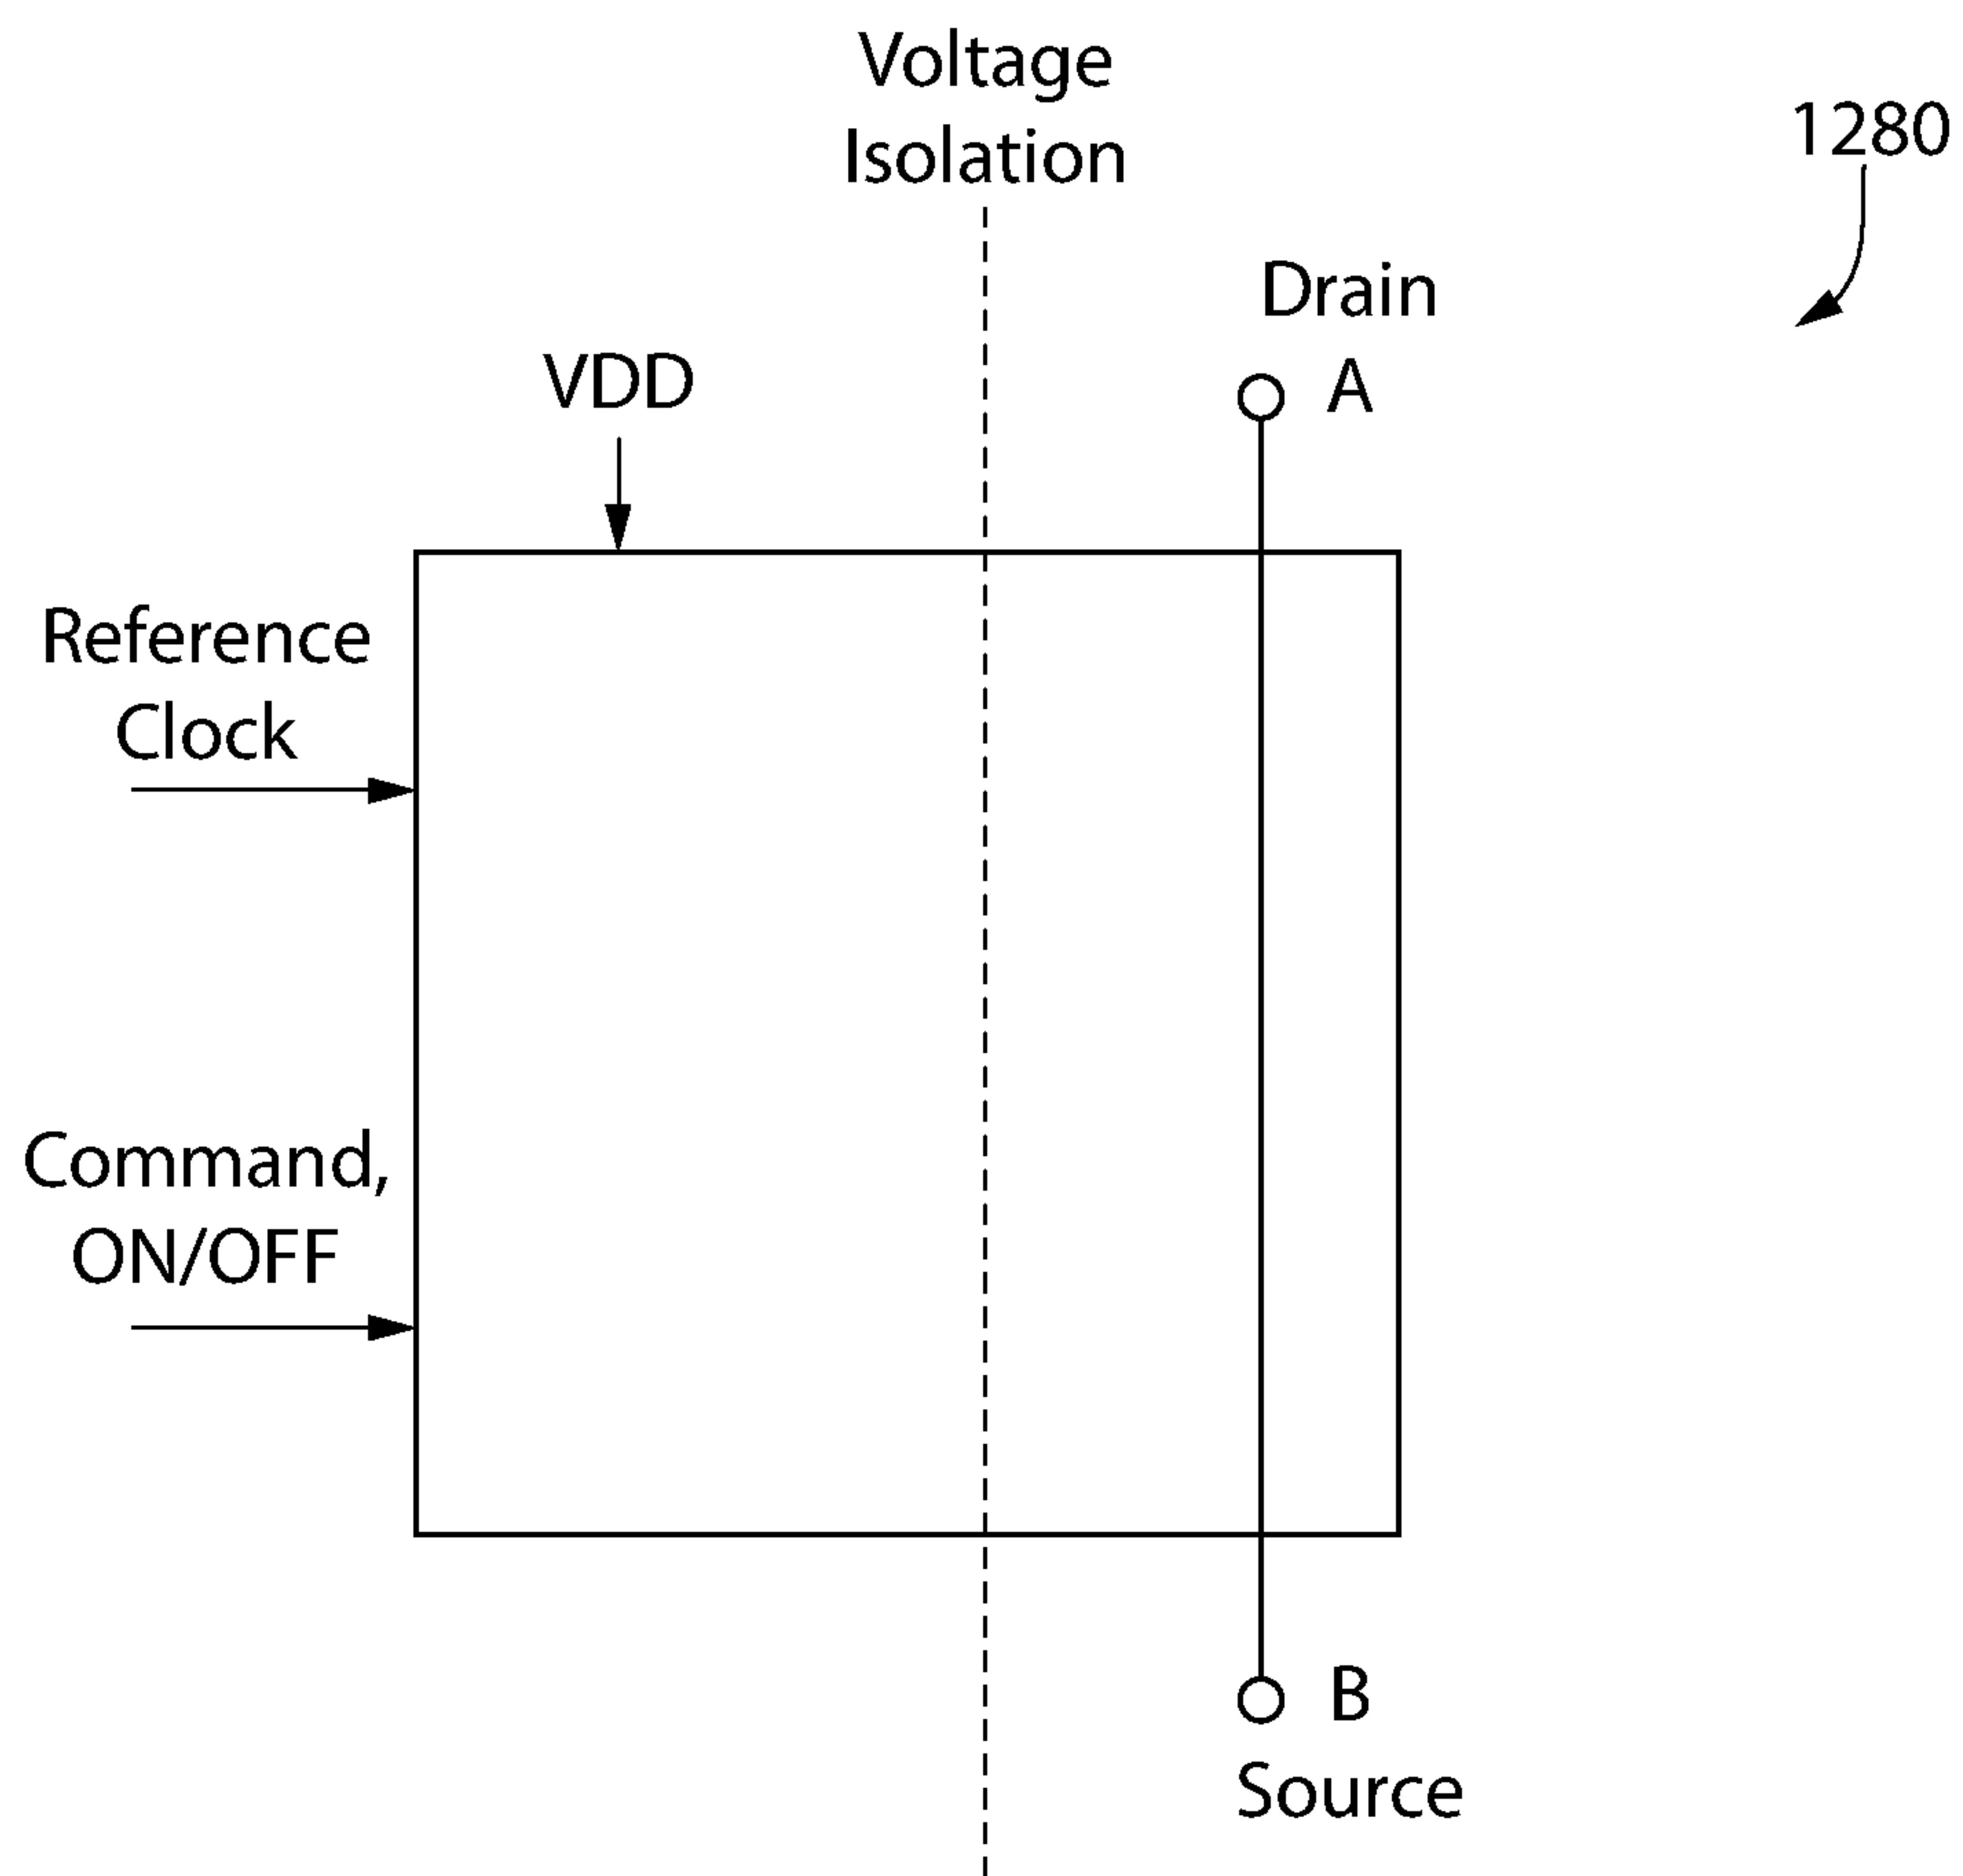 Voltage
Isolation
1280
Drain
A
VDD
Reference
Clock
Command,
ON/OFF
B
Source